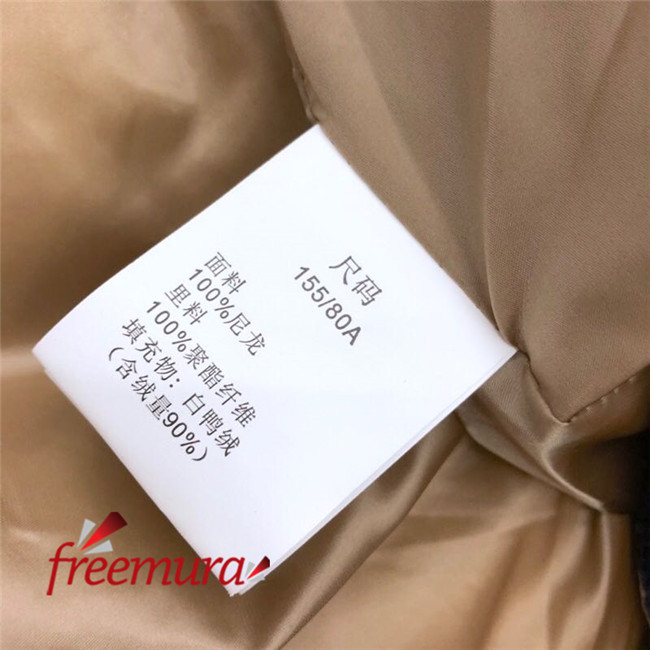 尺码
155/80A
面料
100%尼龙
里料
100%聚酯纤维
填充物：白鸭绒
（含绒量90%）
freemura